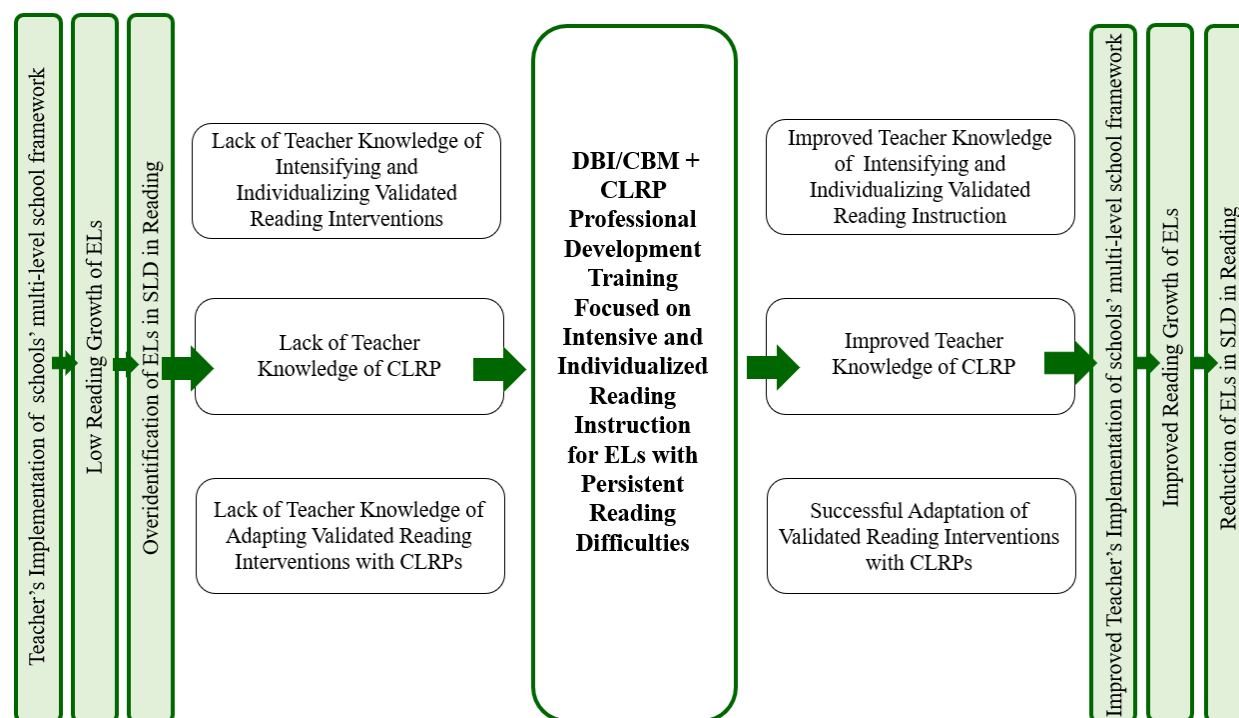 Teacher's Implementation of schools' multi-level school framework
Low Reading Growth of ELs
Overidentification of ELs in SLD in Reading
Lack of Teacher Knowledge of
Intensifying and
Individualizing Validated
Reading Interventions
Lack of Teacher
Knowledge of CLRP
Lack of Teacher Knowledge of
Adapting Validated Reading
Interventions with CLRPs
DBI/CBM +
CLRP
Professional
Development
Training
Focused on
Intensive and
Individualized
Reading
Instruction
for ELs with
Persistent
Reading
Difficulties
Improved Teacher Knowledge
of Intensifying and
Individualizing Validated
Reading Instruction
Improved Teacher
Knowledge of CLRP
Successful Adaptation of
Validated Reading Interventions
with CLRPs
Improved Teacher's Implementation of schools' multi-level school framework
Improved Reading Growth of ELs
Reduction of ELs in SLD in Reading